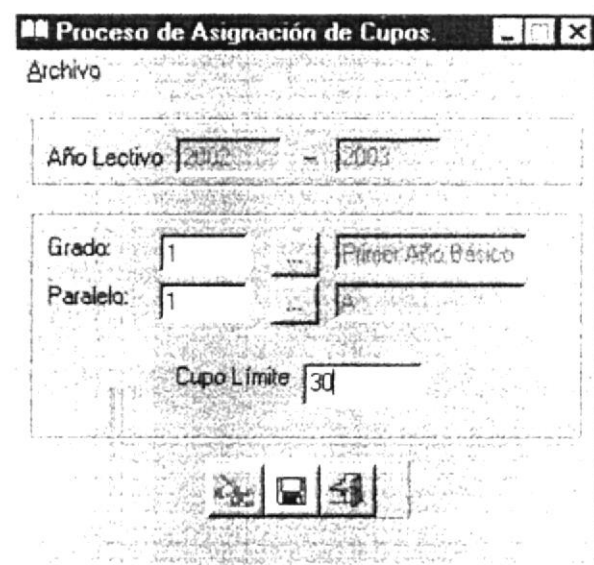 Proceso de Asignación de Cupos.
Archivo
Año Lectivo 2002 - 2003
Grado: 1 ... Primer Año Básico
Paralelo: 1 ... A
Cupo Límite 30